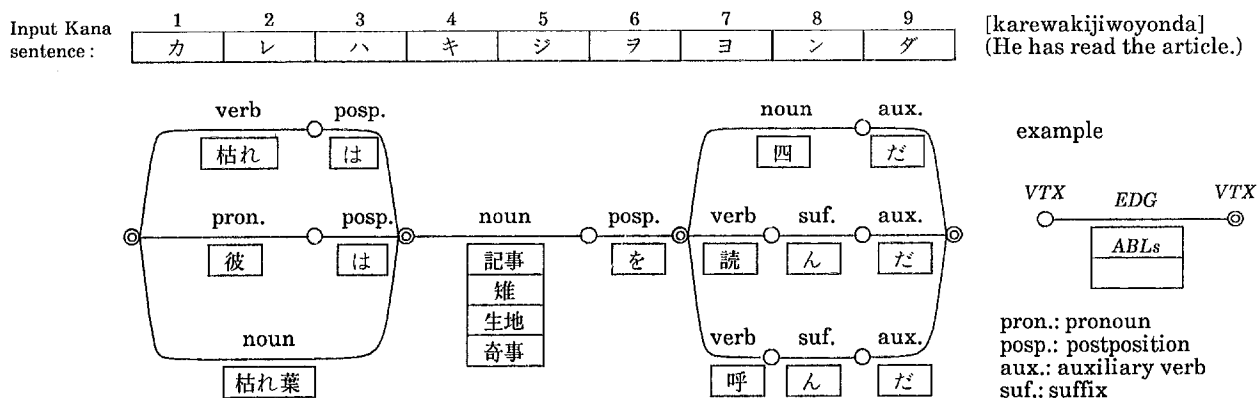 Input Kana sentence :
1 2 3 4 5 6 7 8 9
カ レ ハ キ ジ ヲ ヨ ン ダ
[karewakijiwoyonda]
(He has read the article.)
verb posp.
枯れ は
pron. posp.
彼 は
noun
枯れ葉
noun posp.
記事 を
雉
生地
奇事
noun aux.
四 だ
verb suf. aux.
読 ん だ
verb suf. aux.
呼 ん だ
example
VTX EDG VTX
ABLs
pron.: pronoun
posp.: postposition
aux.: auxiliary verb
suf.: suffix